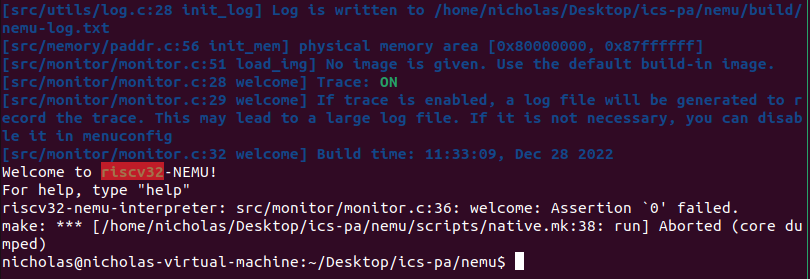 [src/utils/log.c:28 init_log] Log is written to /home/nicholas/Desktop/ics-pa/nemu/build/
nemu-log.txt
[src/memory/paddr.c:56 init_mem] physical memory area [0x80000000, 0x87ffffff]
[src/monitor/monitor.c:51 load_img] No image is given. Use the default build-in image.
[src/monitor/monitor.c:28 welcome] Trace: ON
[src/monitor/monitor.c:29 welcome] If trace is enabled, a log file will be generated to r
ecord the trace. This may lead to a large log file. If it is not necessary, you can disab
le it in menuconfig
[src/monitor/monitor.c:32 welcome] Build time: 11:33:09, Dec 28 2022
Welcome to riscv32-NEMU!
For help, type "help"
riscv32-nemu-interpreter: src/monitor/monitor.c:36: welcome: Assertion `0' failed.
make: *** [/home/nicholas/Desktop/ics-pa/nemu/scripts/native.mk:38: run] Aborted (core du
mped)
nicholas@nicholas-virtual-machine:~/Desktop/ics-pa/nemu$